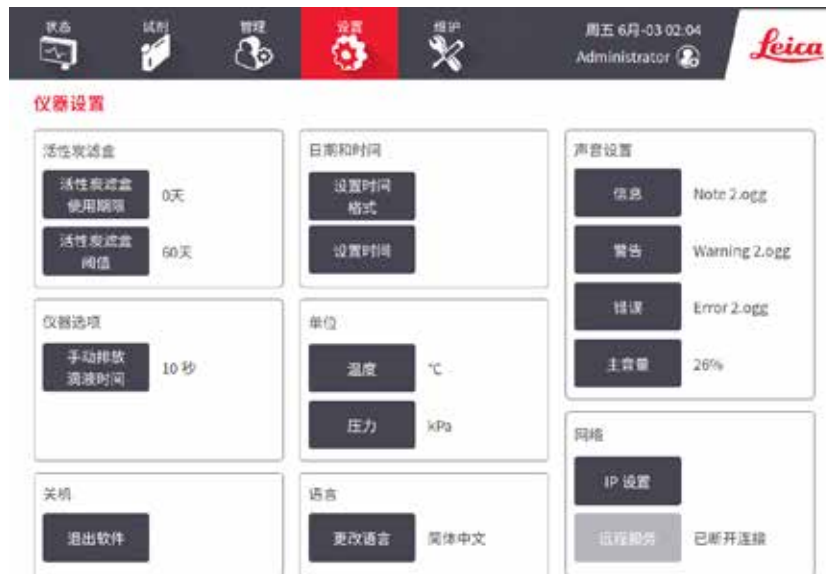 状态
试剂
管理
设置
维护
周五 6月-03 02:04
Administrator
Leica
仪器设置
活性炭滤盒
活性炭滤盒
使用期限
0天
活性炭滤盒
阈值
60天
日期和时间
设置时间
格式
设置时间
声音设置
信息
Note 2.ogg
警告
Warning 2.ogg
错误
Error 2.ogg
主音量
26%
仪器选项
手动排放
滴液时间
10 秒
单位
温度
℃
压力
kPa
网络
IP 设置
远程服务
已断开连接
关机
退出软件
语言
更改语言
简体中文